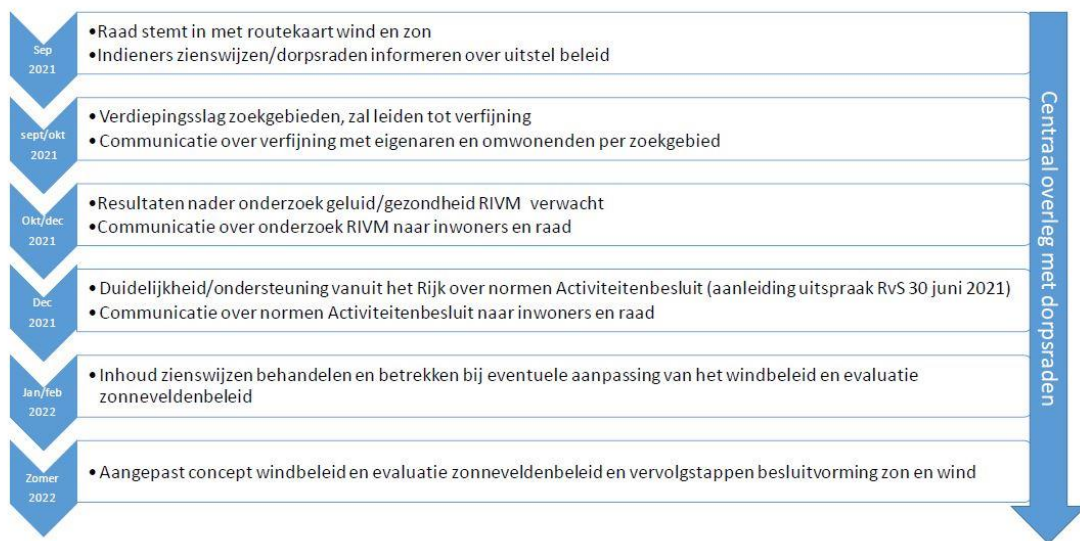 Sep
2021
•Raad stemt in met routekaart wind en zon
•Indieners zienswijzen/dorpsraden informeren over uitstel beleid
sept/okt
2021
•Verdiepingsslag zoekgebieden, zal leiden tot verfijning
•Communicatie over verfijning met eigenaren en omwonenden per zoekgebied
Okt/dec
2021
•Resultaten nader onderzoek geluid/gezondheid RIVM verwacht
•Communicatie over onderzoek RIVM naar inwoners en raad
Dec
2021
•Duidelijkheid/ondersteuning vanuit het Rijk over normen Activiteitenbesluit (aanleiding uitspraak RvS 30 juni 2021)
•Communicatie over normen Activiteitenbesluit naar inwoners en raad
Jan/feb
2022
•Inhoud zienswijzen behandelen en betrekken bij eventuele aanpassing van het windbeleid en evaluatie
zonneveldenbeleid
Zomer
2022
•Aangepast concept windbeleid en evaluatie zonneveldenbeleid en vervolgstappen besluitvorming zon en wind
Centraal overleg met dorpsraden